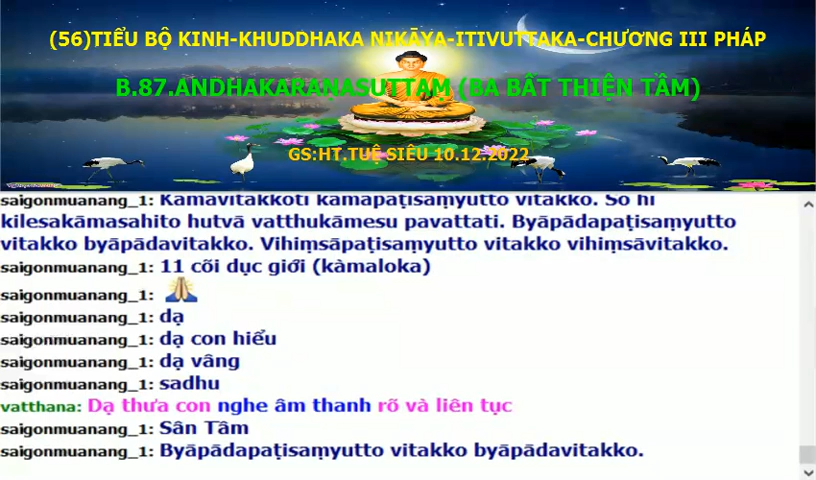 (56)TIỂU BỘ KINH-KHUDDHAKA NIKĀYA-ITIVUTTAKA-CHƯƠNG III PHÁP
B.87.ANDHAKARAṆASUTTAṂ (BA BẤT THIỆN TẦM)
GS:HT.TUỆ SIÊU 10.12.2022
saigonmuanang_1: Kāmavitakkoti kāmapaṭisaṃyutto vitakko. So hi
kilesakāmasahito hutvā vatthukāmesu pavattati. Byāpādapaṭisaṃyutto
vitakko byāpādavitakko. Vihiṃsāpaṭisaṃyutto vitakko vihiṃsāvitakko.
saigonmuanang_1: 11 cõi dục giới (kàmaloka)
saigonmuanang_1:
saigonmuanang_1: dạ
saigonmuanang_1: dạ con hiểu
saigonmuanang_1: dạ vâng
saigonmuanang_1: sadhu
vatthana: Dạ thưa con nghe âm thanh rõ và liên tục
saigonmuanang_1: Sân Tầm
saigonmuanang_1: Byāpādapaṭisaṃyutto vitakko byāpādavitakko.